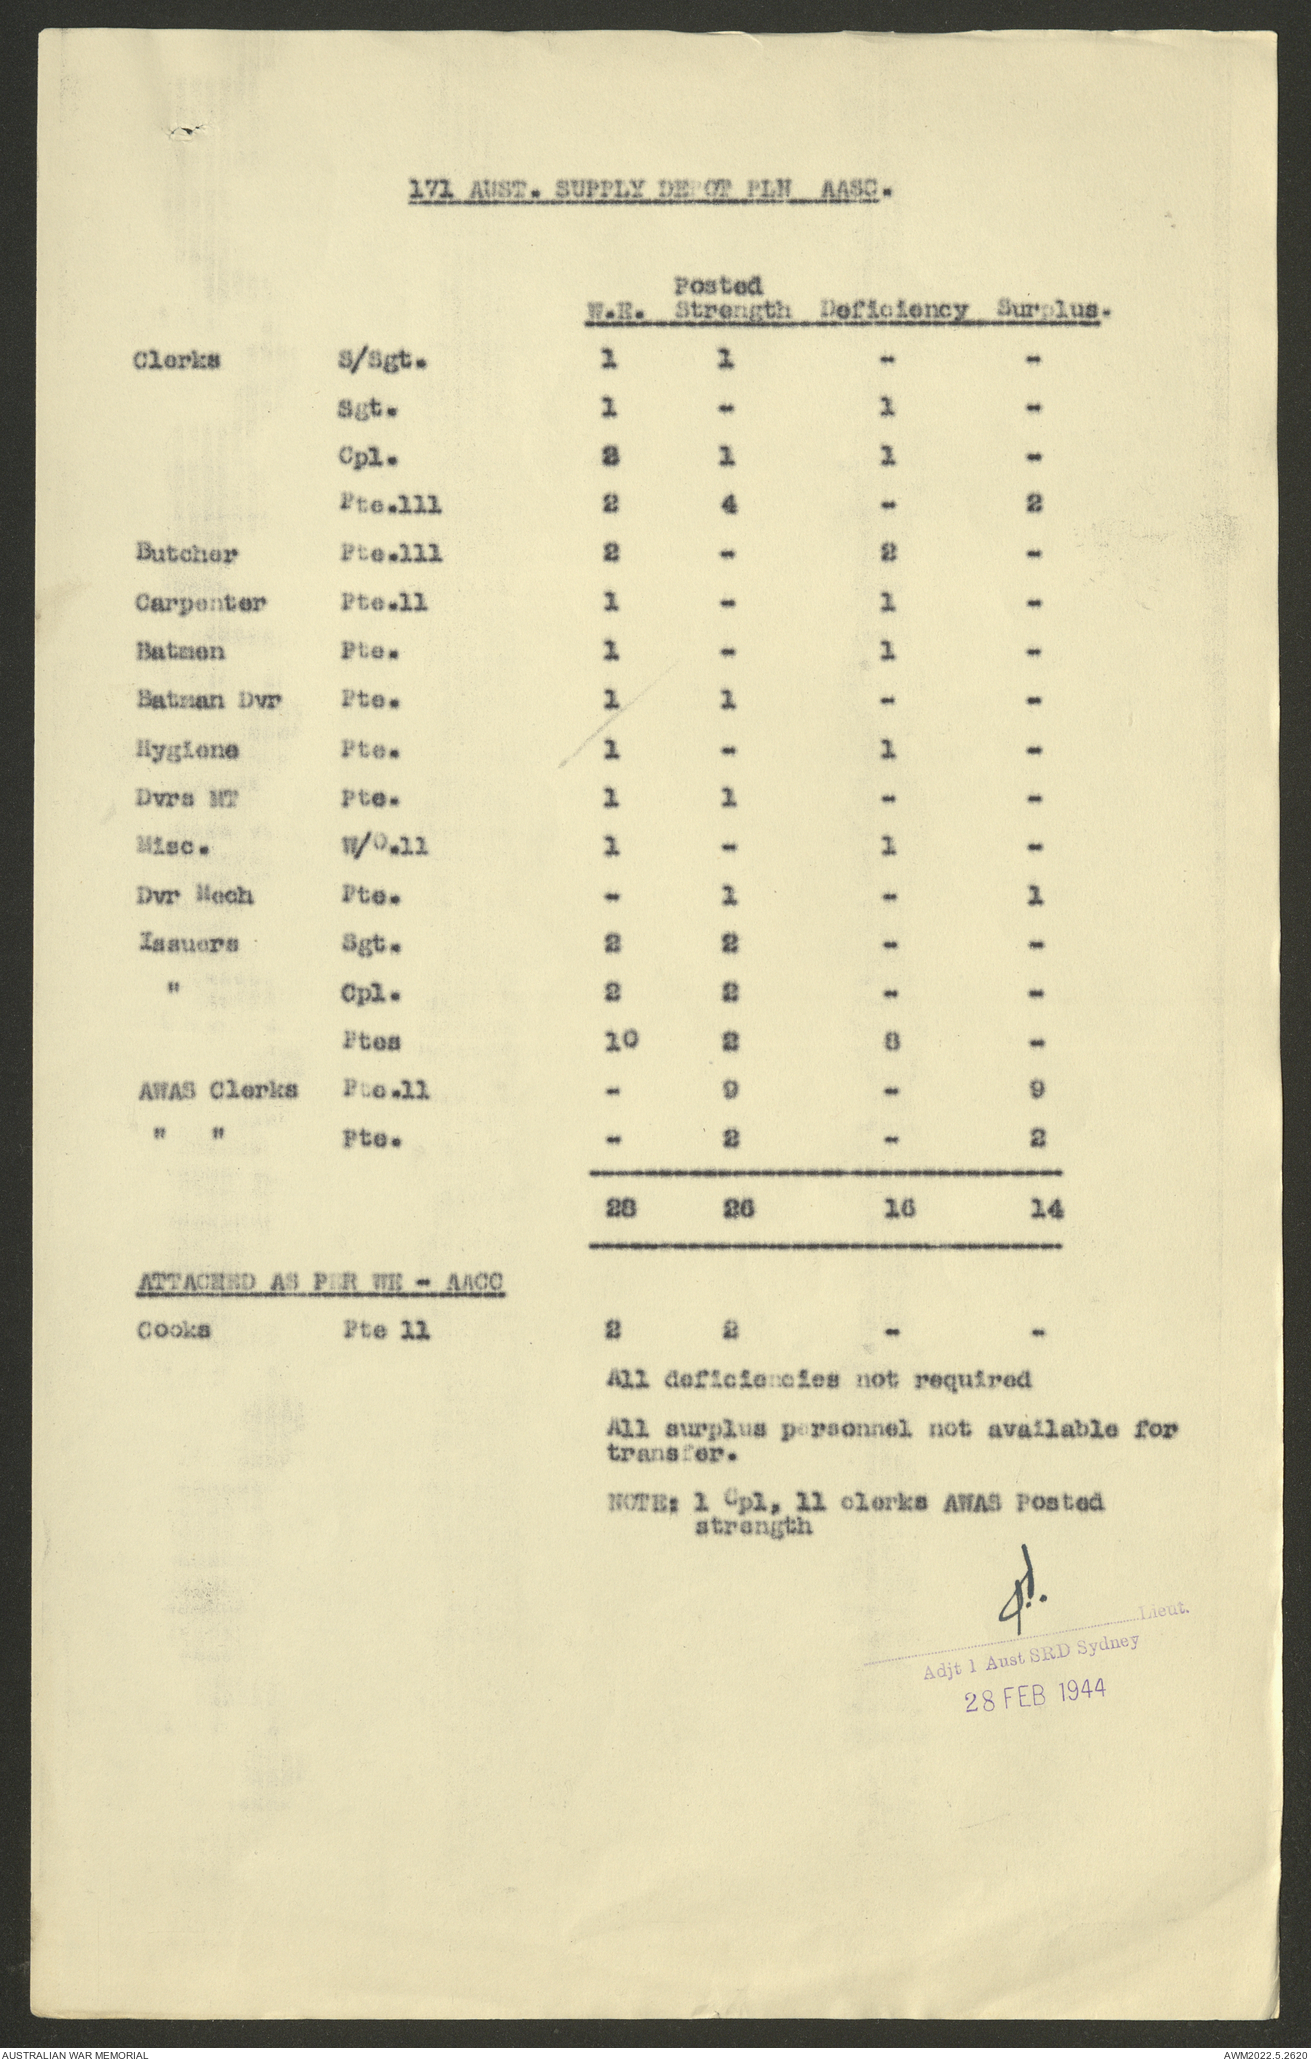 171 AUST. SUPPLY DEPOT PLN AASC.
Posted
W.E. Strength Deficiency Surplus.
Clerks S/Sgt. 1 1 - -
Sgt. 1 - 1 -
Cpl. 2 1 1 -
Pte.111 2 4 - 2
Butcher Pte.111 2 - 2 -
Carpenter Pte.11 1 - 1 -
Batmen Pte. 1 - 1 -
Batman Dvr Pte. 1 1 - -
Hygiene Pte. 1 - 1 -
Dvrs MT Pte. 1 1 - -
Misc. W/O.11 1 - 1 -
Dvr Mech Pte. - 1 - 1
Issuers Sgt. 2 2 - -
" Cpl. 2 2 - -
Ptes 10 2 8 -
AWAS Clerks Pte.11 - 9 - 9
" " Pte. - 2 - 2
28 26 16 14
ATTACHED AS PER WE - AACC
Cooks Pte 11 2 2 - -
All deficiencies not required
All surplus personnel not available for
transfer.
NOTE: 1 Cpl, 11 clerks AWAS Posted
strength
Lieut.
Adjt 1 Aust SRD Sydney
28 FEB 1944
AUSTRALIAN WAR MEMORIAL
AWM2022.5.2620